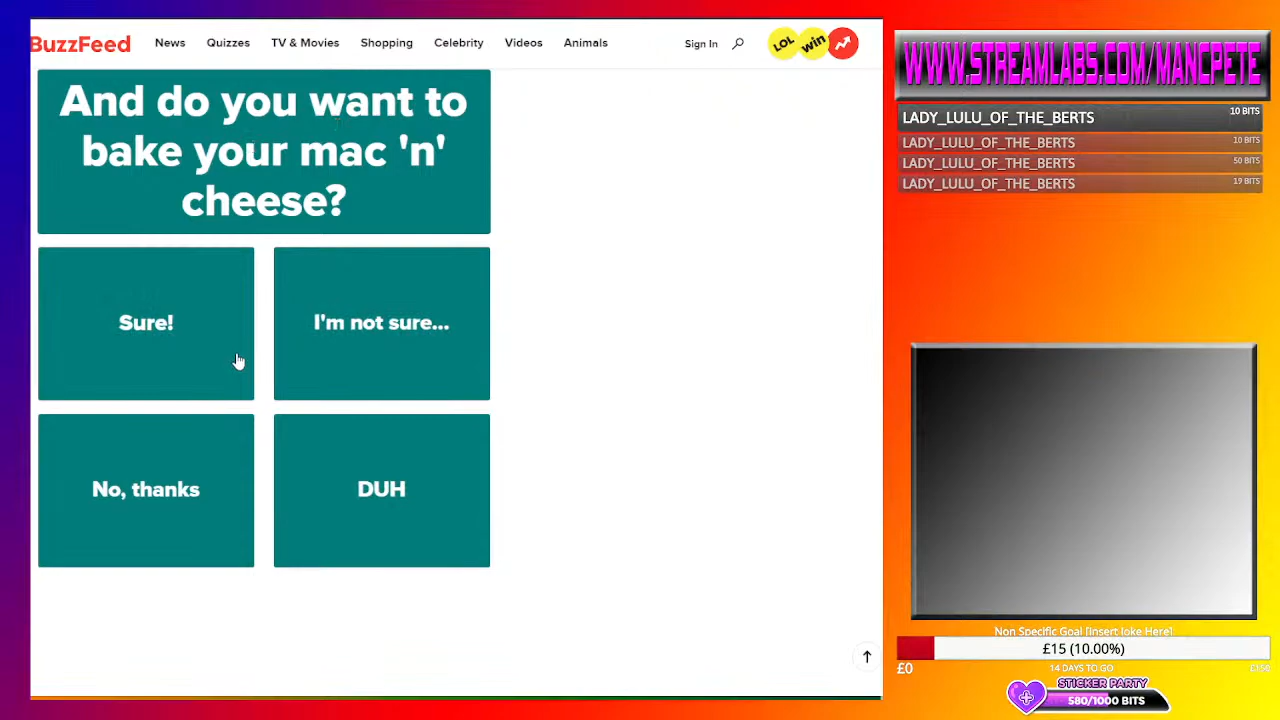 BuzzFeed News Quizzes TV & Movies Shopping Celebrity Videos Animals Sign In LOL win
And do you want to
bake your mac 'n'
cheese?
Sure! I'm not sure...
No, thanks DUH
WWW.STREAMLABS.COM/MANCPETE
LADY_LULU_OF_THE_BERTS 10 BITS
LADY_LULU_OF_THE_BERTS 10 BITS
LADY_LULU_OF_THE_BERTS 50 BITS
LADY_LULU_OF_THE_BERTS 19 BITS
Non Specific Goal [Insert Joke Here]
£15 (10.00%)
£0 14 DAYS TO GO £150
STICKER PARTY
580/1000 BITS